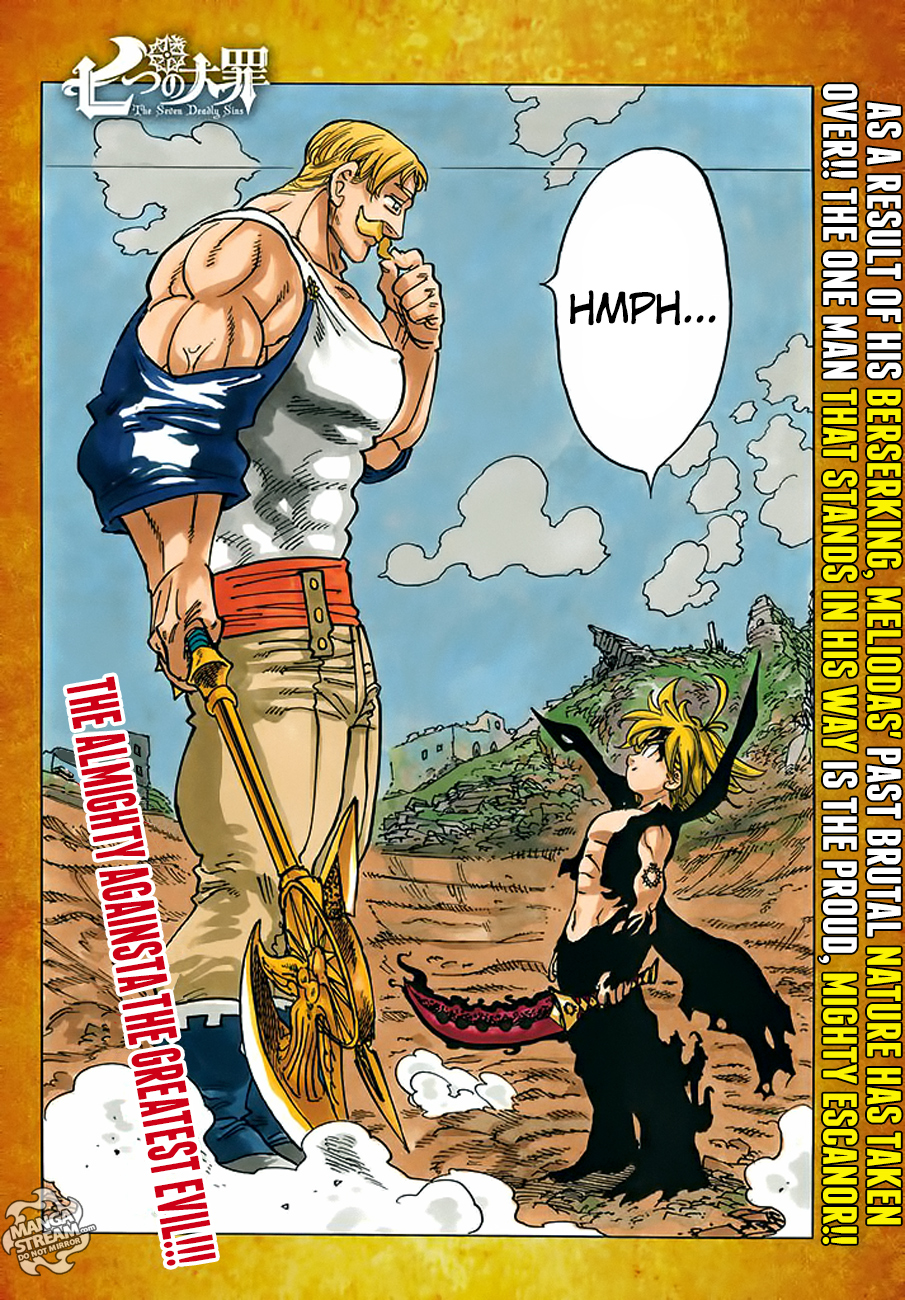 七つの大罪
The Seven Deadly Sins
AS A RESULT OF HIS BERSERKING, MELIODAS' PAST BRUTAL NATURE HAS TAKEN
OVER!! THE ONE MAN THAT STANDS IN HIS WAY IS THE PROUD, MIGHTY ESCANOR!!
HMPH...
THE ALMIGHTY AGAINSTA THE GREATEST EVIL!!!
MANGA
STREAM.com
DO NOT MIRROR